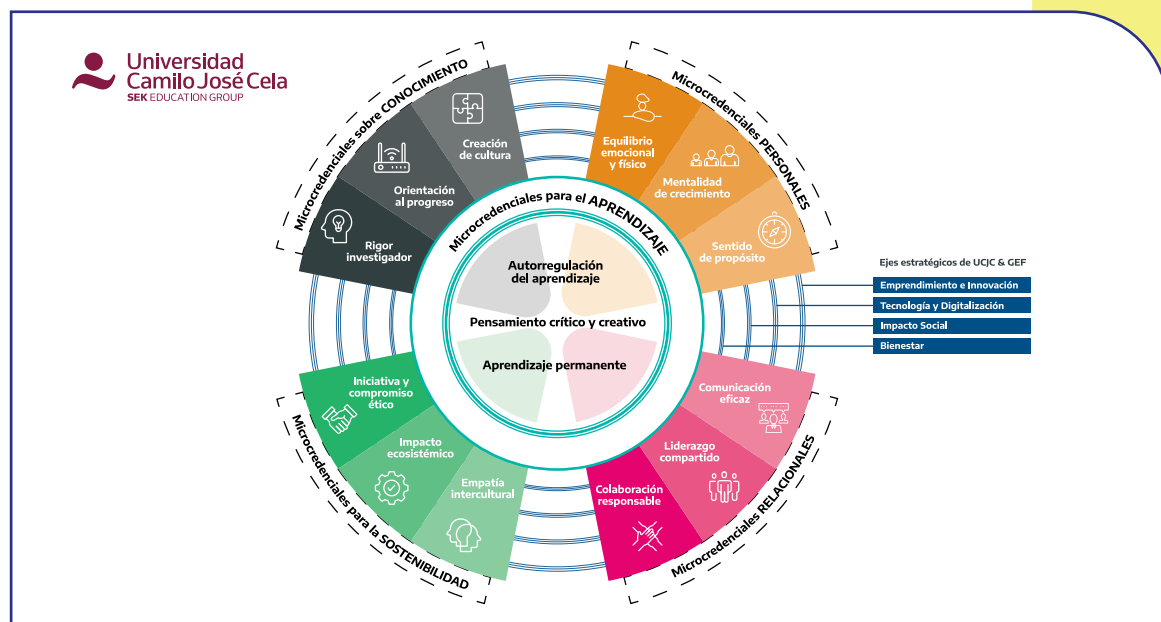 Universidad
Camilo José Cela
SEK EDUCATION GROUP
Microcredenciales sobre CONOCIMIENTO
Creación
de cultura
Orientación
al progreso
Rigor
investigador
Microcredenciales PERSONALES
Equilibrio
emocional
y físico
Mentalidad
de crecimiento
Sentido
de propósito
Microcredenciales para el APRENDIZAJE
Autorregulación
del aprendizaje
Pensamiento crítico y creativo
Aprendizaje permanente
Ejes estratégicos de UCJC & GEF
Emprendimiento e Innovación
Tecnología y Digitalización
Impacto Social
Bienestar
Iniciativa y
compromiso
ético
Impacto
ecosistémico
Empatía
intercultural
Microcredenciales para la SOSTENIBILIDAD
Comunicación
eficaz
Liderazgo
compartido
Colaboración
responsable
Microcredenciales RELACIONALES